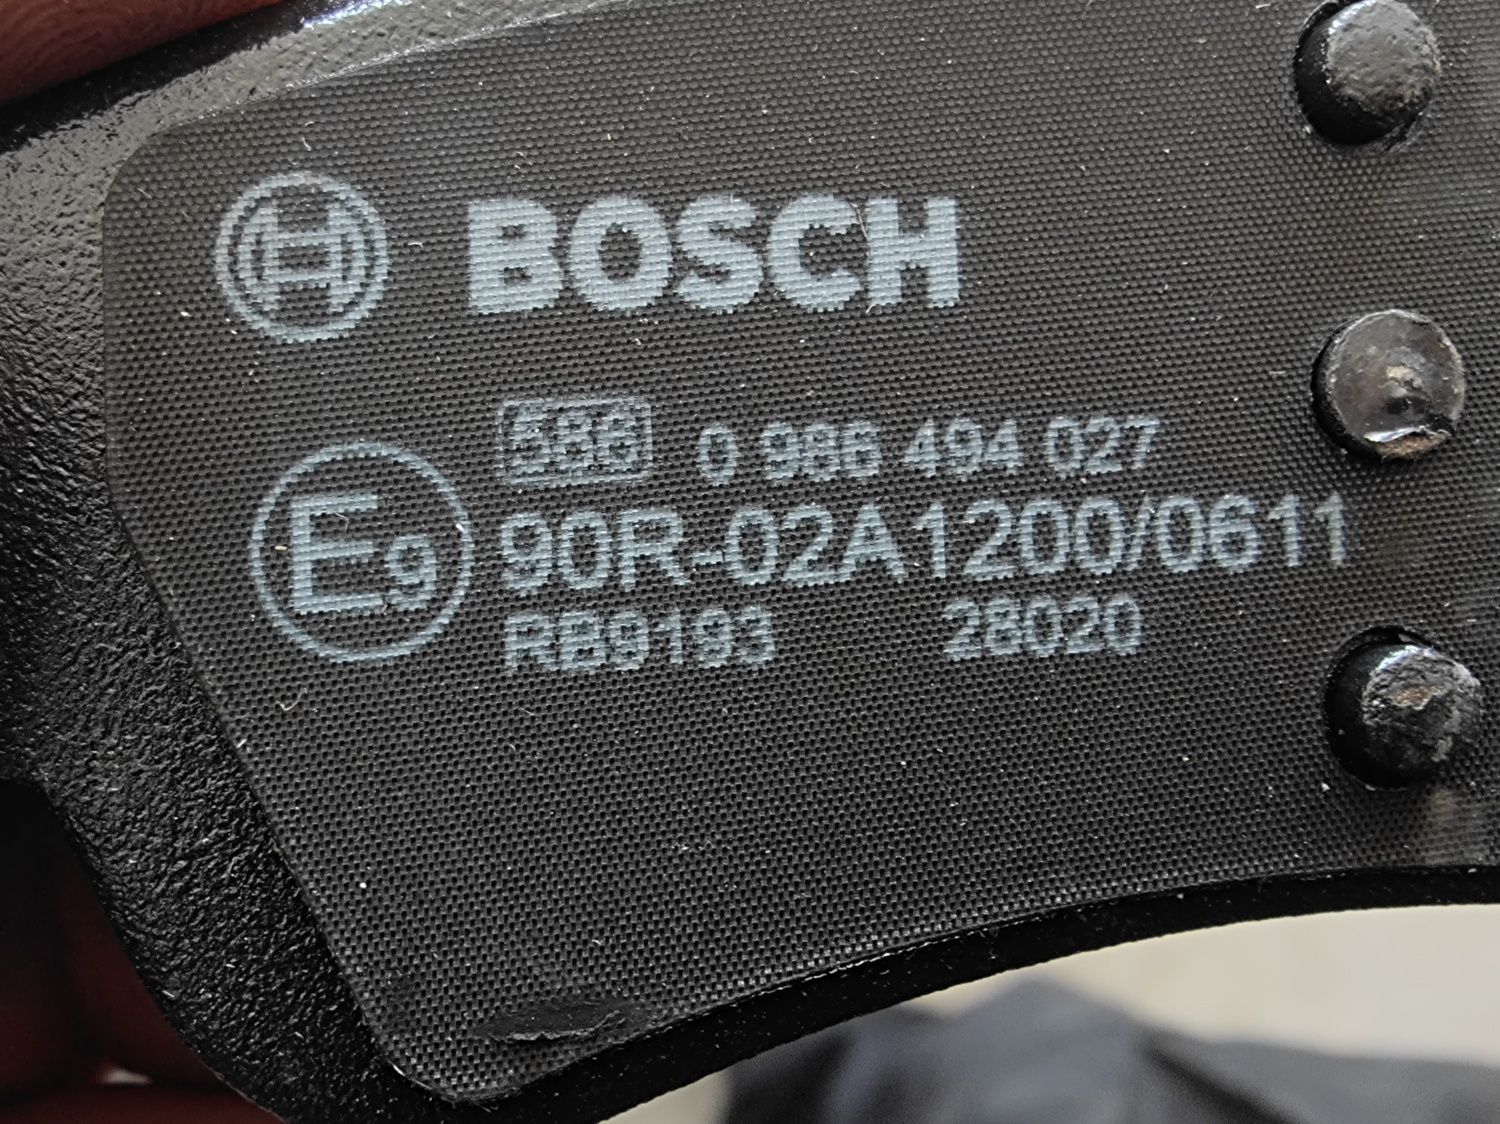 BOSCH
586 0 986 494 027
E9 90R-02A1200/0611
RB9193 28020